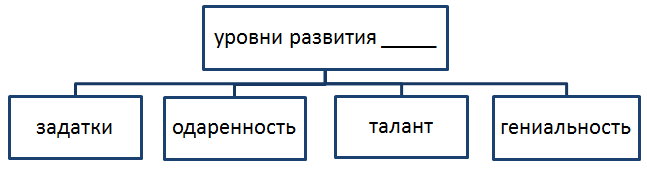 уровни развития _____
задатки
одаренность
талант
гениальность